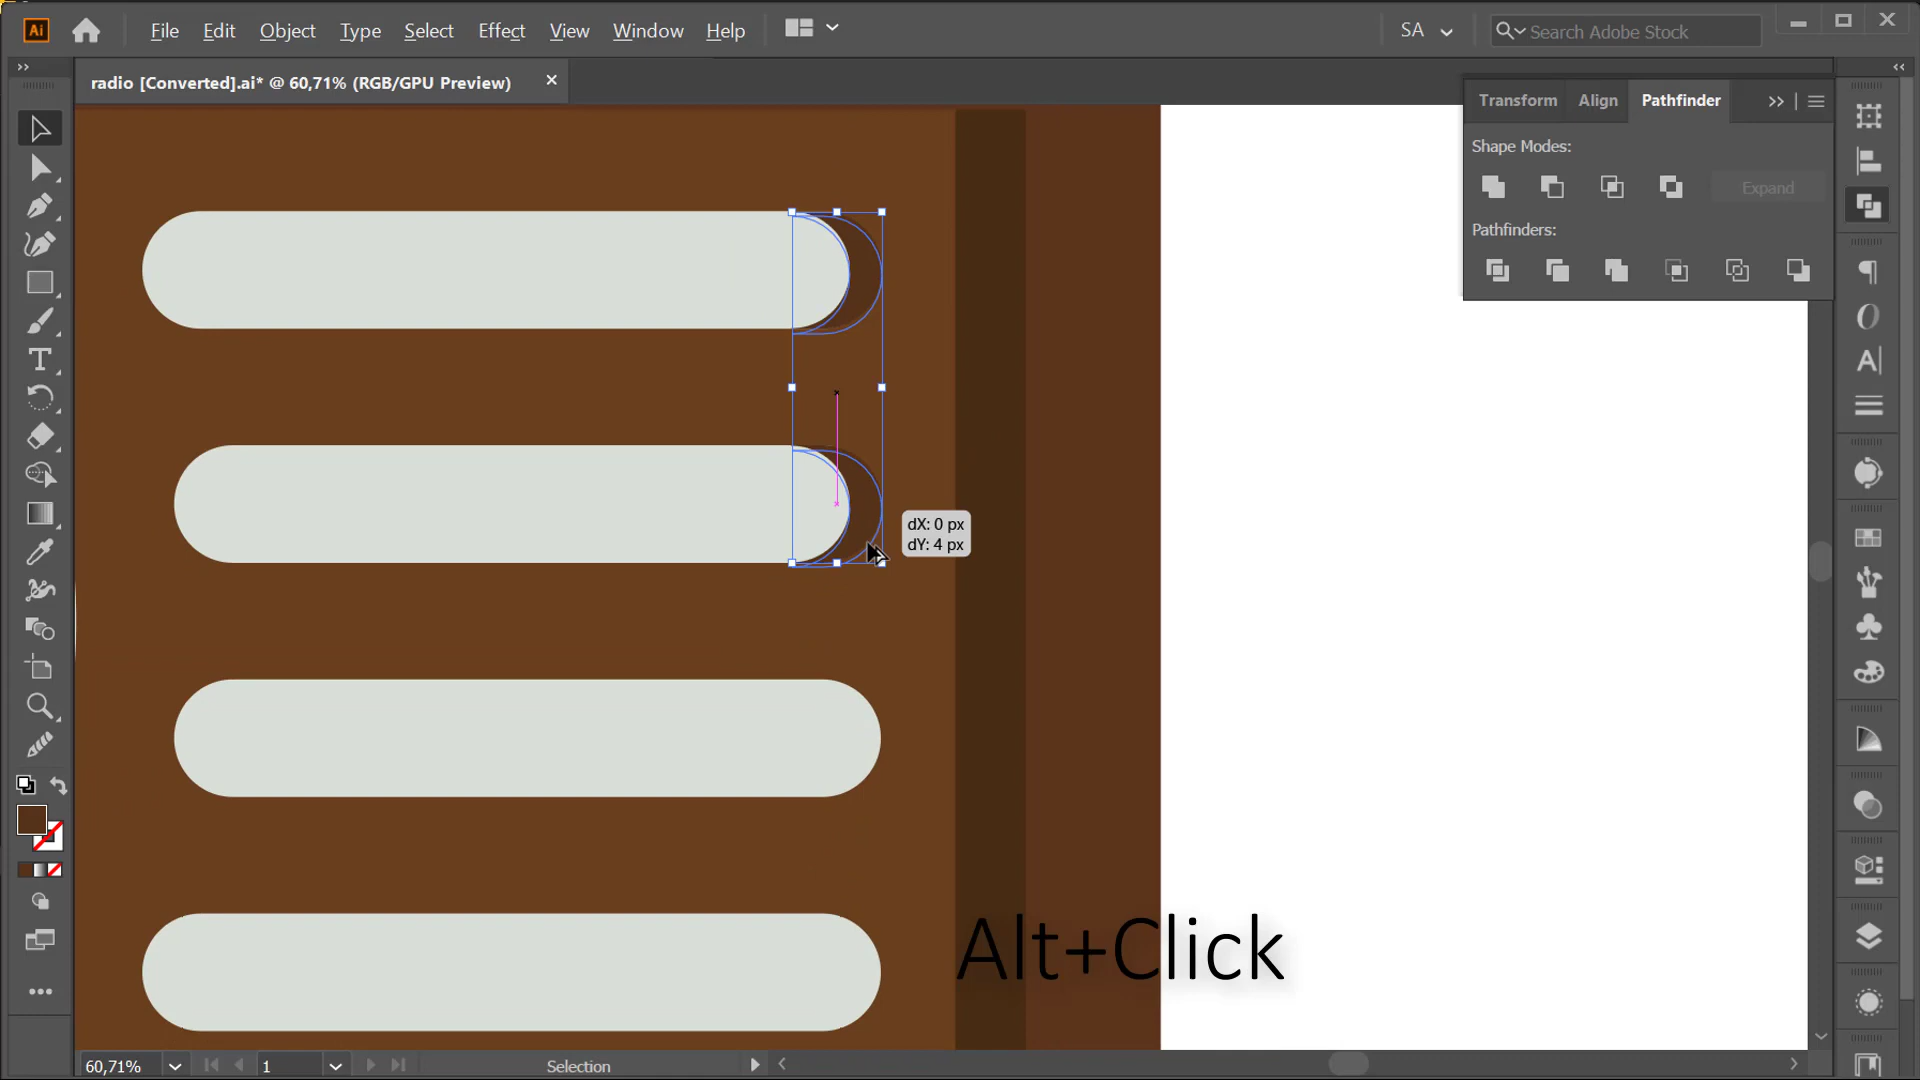 Ai
File Edit Object Type Select Effect View Window Help
SA
Search Adobe Stock
radio [Converted].ai* @ 60,71% (RGB/GPU Preview)
Transform Align Pathfinder
Shape Modes:
Expand
Pathfinders:
dX: 0 px
dY: 4 px
Alt+Click
60,71%
1
Selection